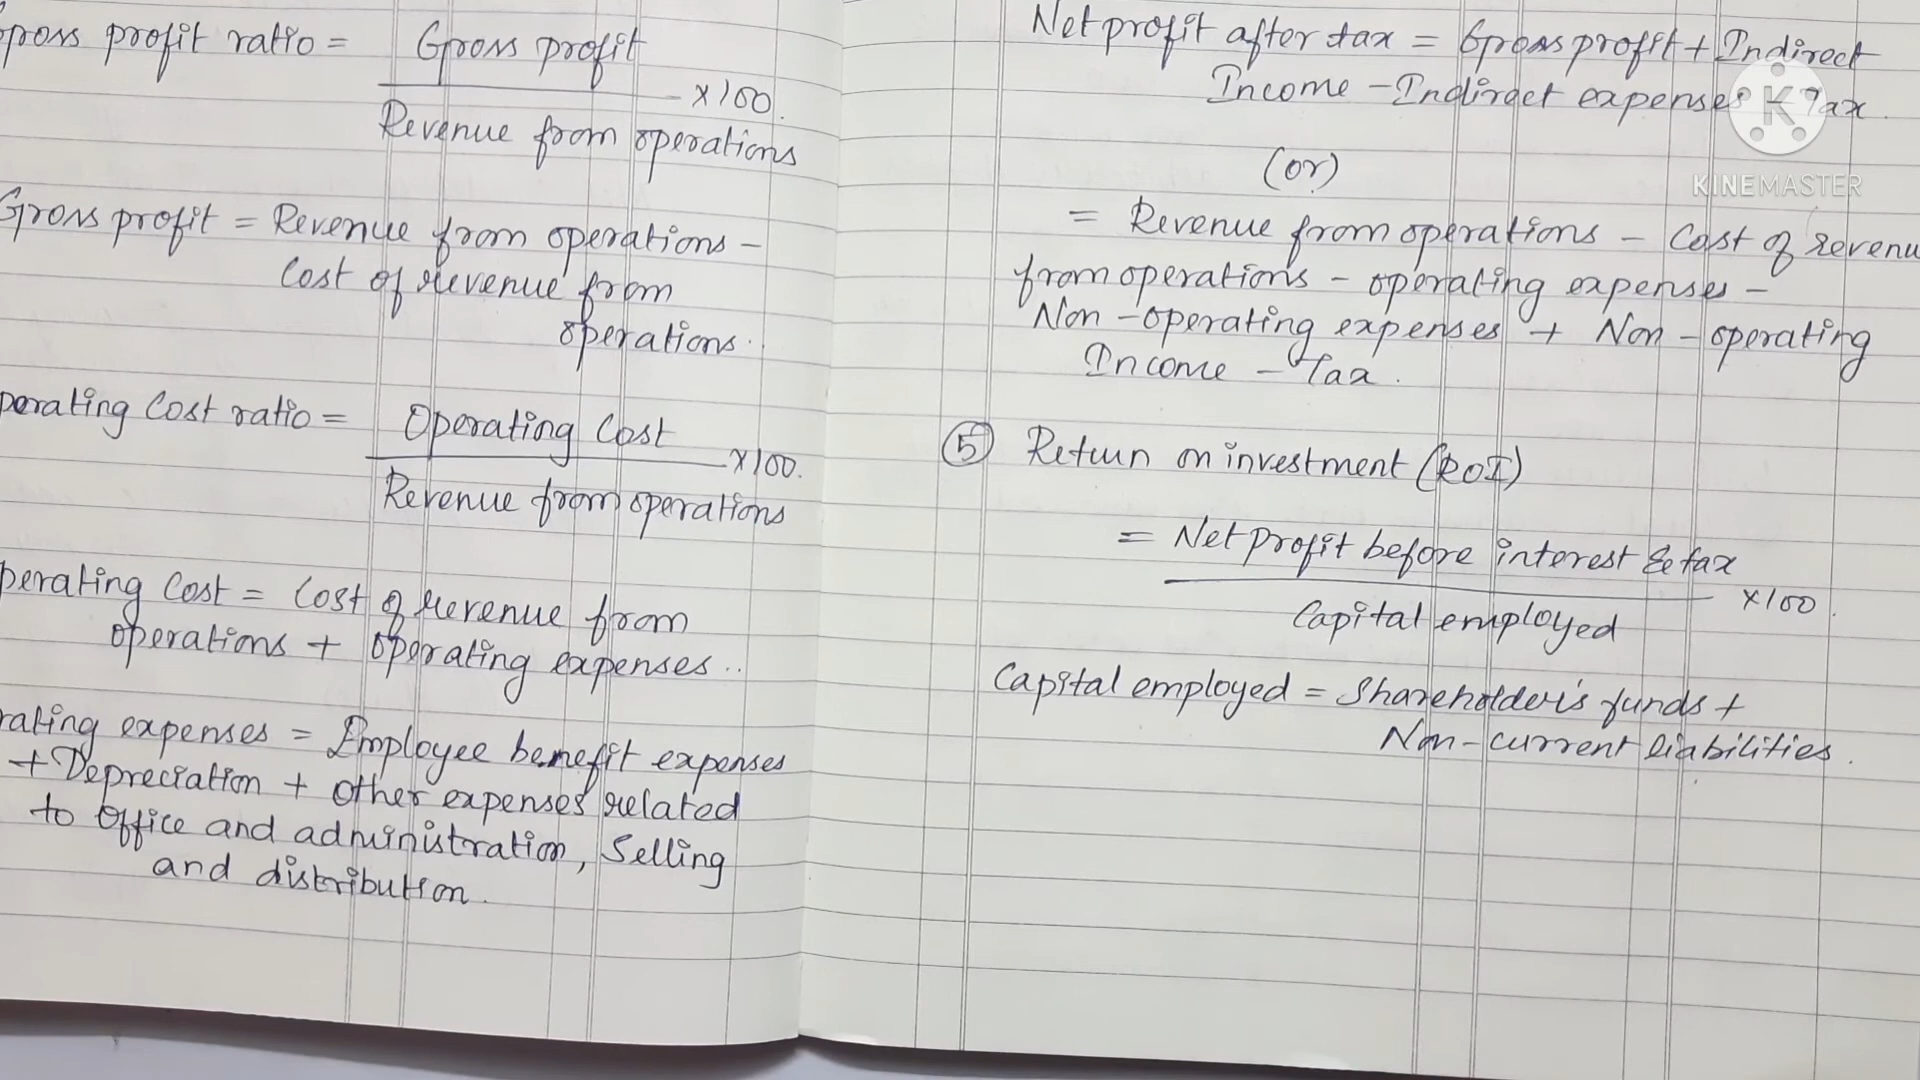 Gross profit ratio = Gross profit
x100.
Revenue from operations
Gross profit = Revenue from operations -
Cost of revenue from
operations.
perating Cost ratio = Operating Cost
x100.
Revenue from operations
perating Cost = Cost of revenue from
operations + operating expenses..
rating expenses = Employee benefit expenses
+ Depreciation + other expenses related
to office and administration, Selling
and distribution.
Net profit after tax = Gross profit + Indirect
Income - Indirect expenses - Tax.
(or)
= Revenue from operations - Cost of revenu
from operations - operating expenses -
Non-operating expenses + Non-operating
Income - Tax.
5 Return on investment (ROI)
= Net profit before interest & tax
x100.
Capital employed
Capital employed = Shareholder's funds +
Non-current liabilities.
K
KINEMASTER